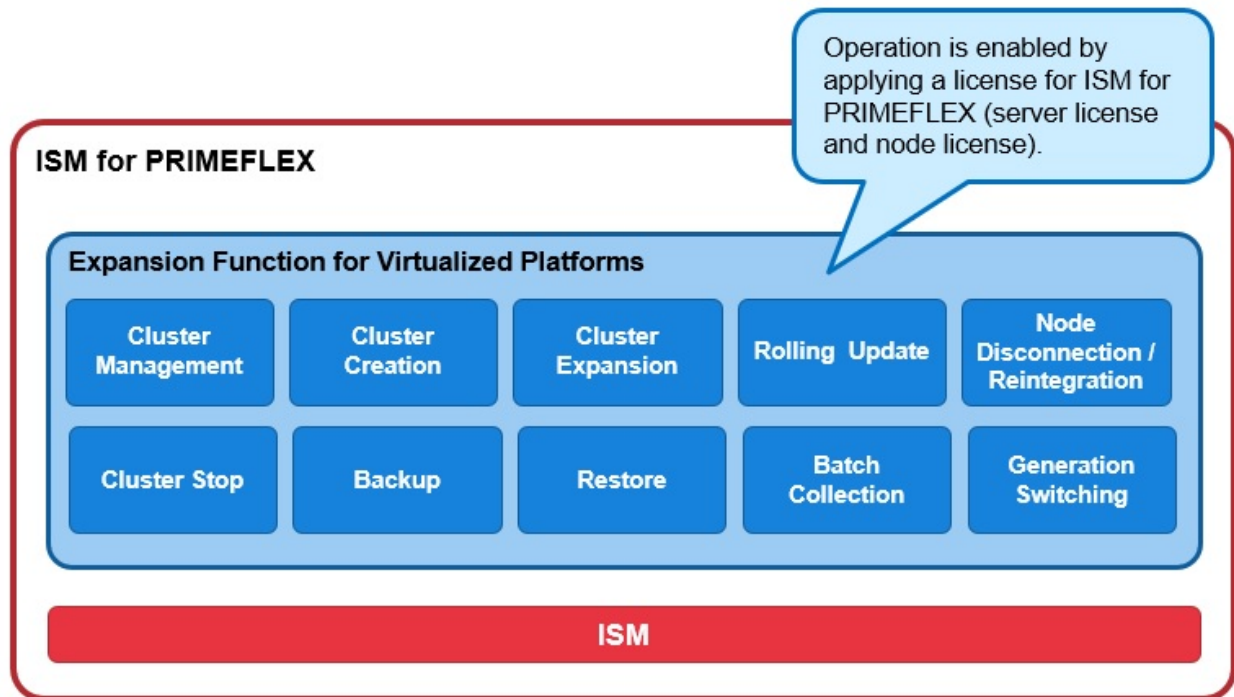 Operation is enabled by
applying a license for ISM for
PRIMEFLEX (server license
and node license).
ISM for PRIMEFLEX
Expansion Function for Virtualized Platforms
Cluster
Management
Cluster
Creation
Cluster
Expansion
Rolling Update
Node
Disconnection /
Reintegration
Cluster Stop
Backup
Restore
Batch
Collection
Generation
Switching
ISM